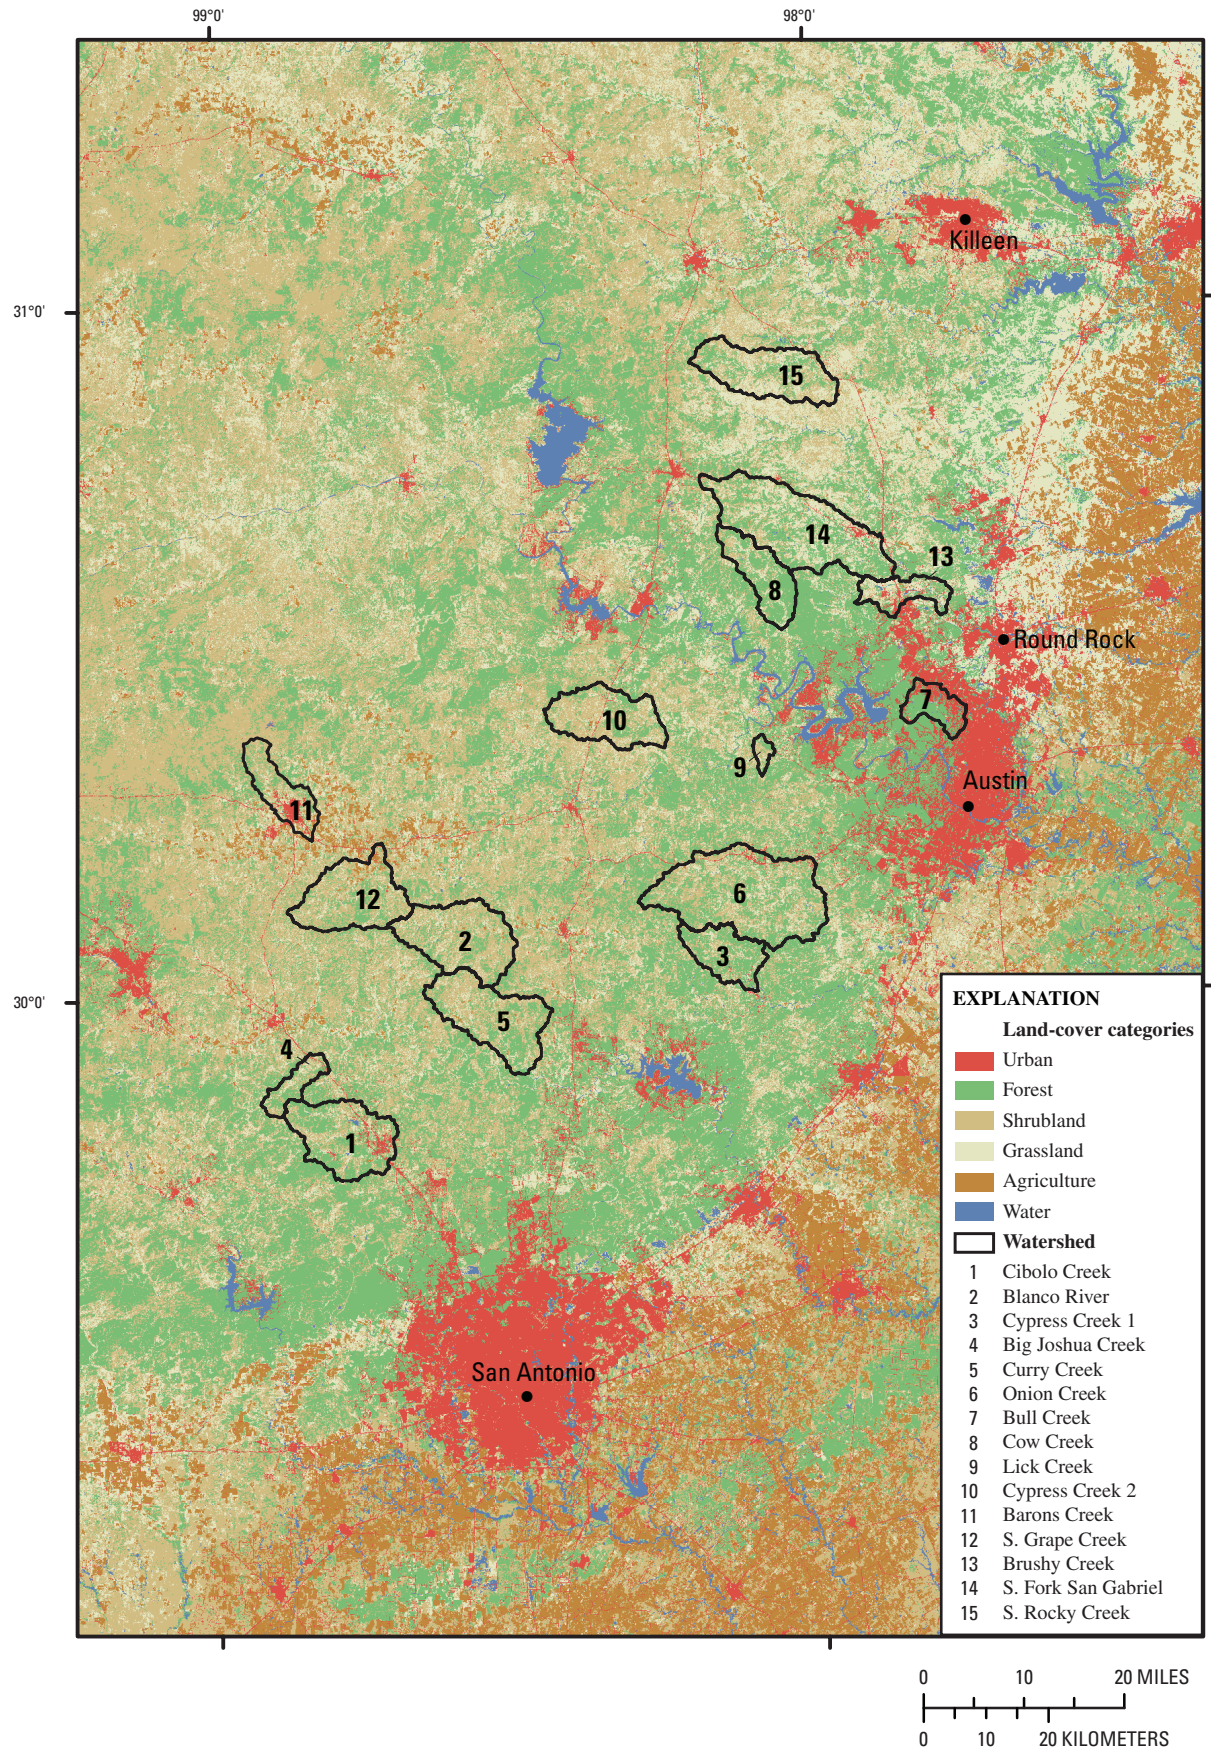 99°0'
98°0'
Killeen
31°0'
15
14
13
8
Round Rock
7
10
9
Austin
11
12
6
2
3
30°0'
5
4
1
San Antonio
EXPLANATION
Land-cover categories
Urban
Forest
Shrubland
Grassland
Agriculture
Water
Watershed
1 Cibolo Creek
2 Blanco River
3 Cypress Creek 1
4 Big Joshua Creek
5 Curry Creek
6 Onion Creek
7 Bull Creek
8 Cow Creek
9 Lick Creek
10 Cypress Creek 2
11 Barons Creek
12 S. Grape Creek
13 Brushy Creek
14 S. Fork San Gabriel
15 S. Rocky Creek
0 10 20 MILES
0 10 20 KILOMETERS